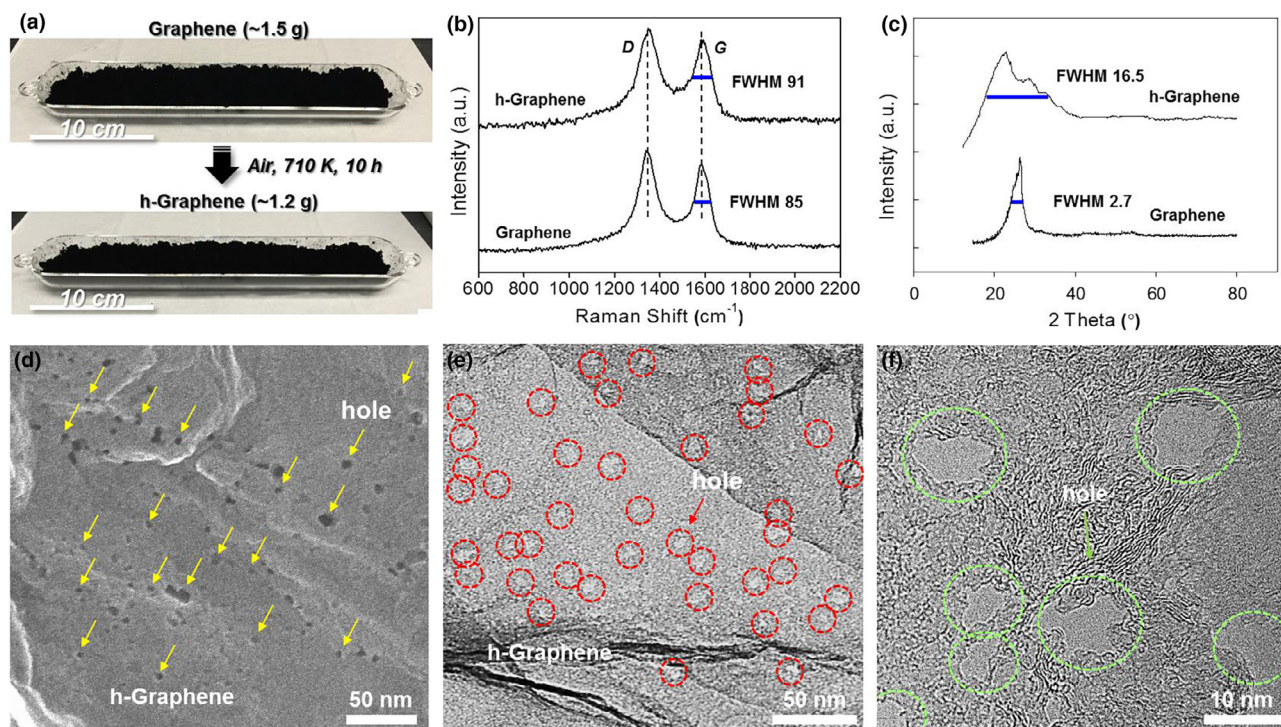 (a)
Graphene (~1.5 g)
10 cm
Air, 710 K, 10 h
h-Graphene (~1.2 g)
10 cm
(b)
D
G
FWHM 91
h-Graphene
FWHM 85
Graphene
Intensity (a.u.)
600 800 1000 1200 1400 1600 1800 2000 2200
Raman Shift (cm⁻¹)
(c)
FWHM 16.5
h-Graphene
FWHM 2.7
Graphene
Intensity (a.u.)
0 20 40 60 80
2 Theta (°)
(d)
hole
h-Graphene
50 nm
(e)
hole
h-Graphene
50 nm
(f)
hole
10 nm